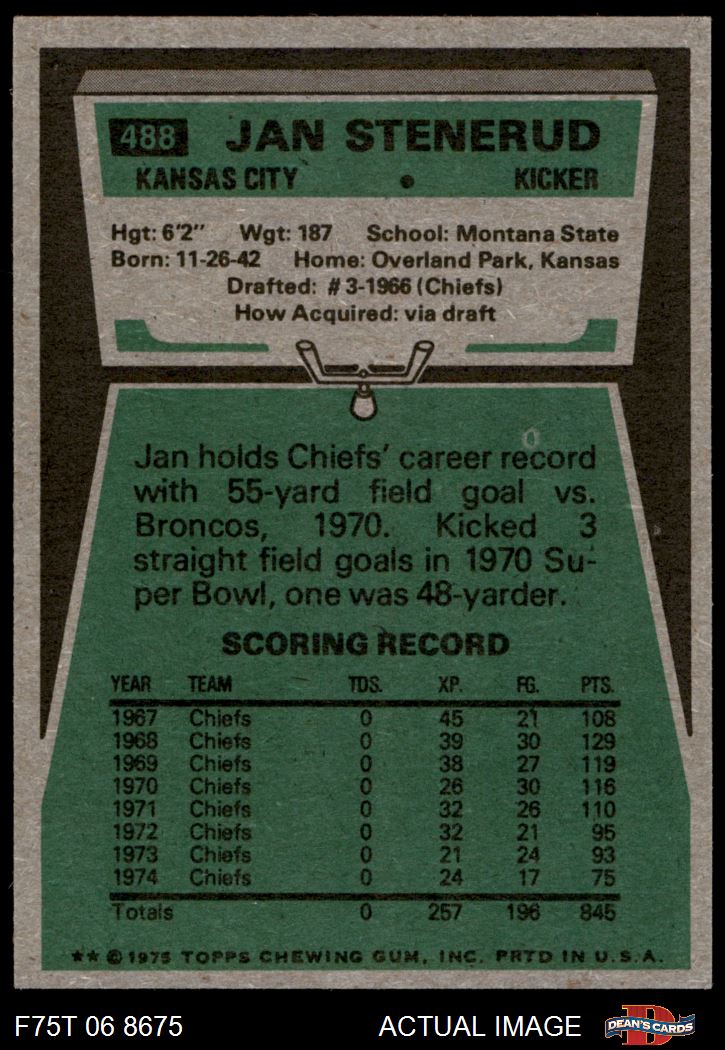 488 JAN STENERUD
KANSAS CITY • KICKER
Hgt: 6'2" Wgt: 187 School: Montana State
Born: 11-26-42 Home: Overland Park, Kansas
Drafted: #3-1966 (Chiefs)
How Acquired: via draft
Jan holds Chiefs' career record
with 55-yard field goal vs.
Broncos, 1970. Kicked 3
straight field goals in 1970 Su-
per Bowl, one was 48-yarder.
SCORING RECORD
YEAR TEAM TDS. XP. FG. PTS.
1967 Chiefs 0 45 21 108
1968 Chiefs 0 39 30 129
1969 Chiefs 0 38 27 119
1970 Chiefs 0 26 30 116
1971 Chiefs 0 32 26 110
1972 Chiefs 0 32 21 95
1973 Chiefs 0 21 24 93
1974 Chiefs 0 24 17 75
Totals 0 257 196 845
★★ © 1975 TOPPS CHEWING GUM, INC. PRTD IN U.S.A.
F75T 06 8675 ACTUAL IMAGE DEAN'S CARDS